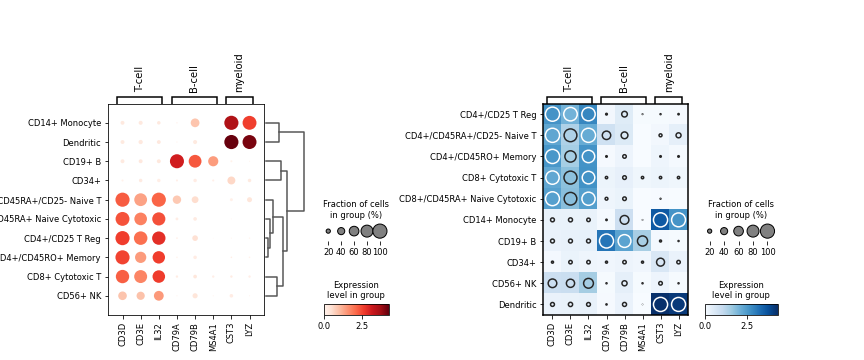 T-cell
B-cell
myeloid
CD14+ Monocyte
Dendritic
CD19+ B
CD34+
CD45RA+/CD25- Naive T
CD45RA+ Naive Cytotoxic
CD4+/CD25 T Reg
CD4+/CD45RO+ Memory
CD8+ Cytotoxic T
CD56+ NK
CD3D
CD3E
IL32
CD79A
CD79B
MS4A1
CST3
LYZ
Fraction of cells
in group (%)
20 40 60 80 100
Expression
level in group
0.0 2.5
T-cell
B-cell
myeloid
CD4+/CD25 T Reg
CD4+/CD45RA+/CD25- Naive T
CD4+/CD45RO+ Memory
CD8+ Cytotoxic T
CD8+/CD45RA+ Naive Cytotoxic
CD14+ Monocyte
CD19+ B
CD34+
CD56+ NK
Dendritic
CD3D
CD3E
IL32
CD79A
CD79B
MS4A1
CST3
LYZ
Fraction of cells
in group (%)
20 40 60 80 100
Expression
level in group
0.0 2.5